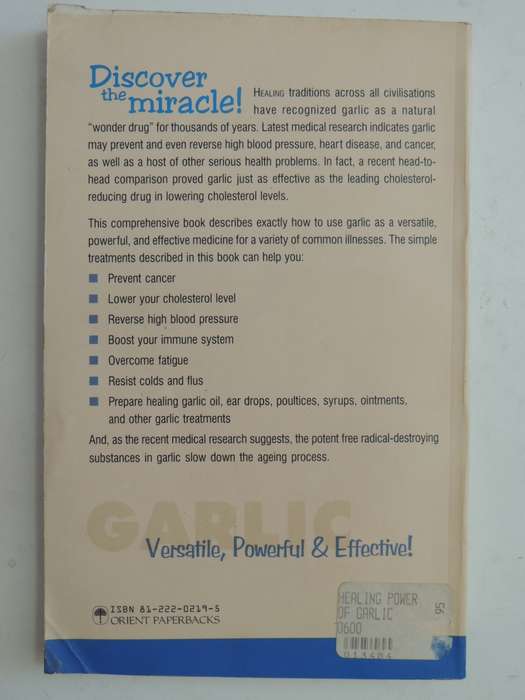 Discover
the miracle! HEALING traditions across all civilisations
have recognized garlic as a natural
“wonder drug” for thousands of years. Latest medical research indicates garlic
may prevent and even reverse high blood pressure, heart disease, and cancer,
as well as a host of other serious health problems. In fact, a recent head-to-
head comparison proved garlic just as effective as the leading cholesterol-
reducing drug in lowering cholesterol levels.
This comprehensive book describes exactly how to use garlic as a versatile,
powerful, and effective medicine for a variety of common illnesses. The simple
treatments described in this book can help you:
Prevent cancer
Lower your cholesterol level
Reverse high blood pressure
Boost your immune system
Overcome fatigue
Resist colds and flus
Prepare healing garlic oil, ear drops, poultices, syrups, ointments,
and other garlic treatments
And, as the recent medical research suggests, the potent free radical-destroying
substances in garlic slow down the ageing process.
GARLIC
Versatile, Powerful & Effective!
ISBN 81-222-0219-5
ORIENT PAPERBACKS
HEALING POWER
OF GARLIC
0600
95